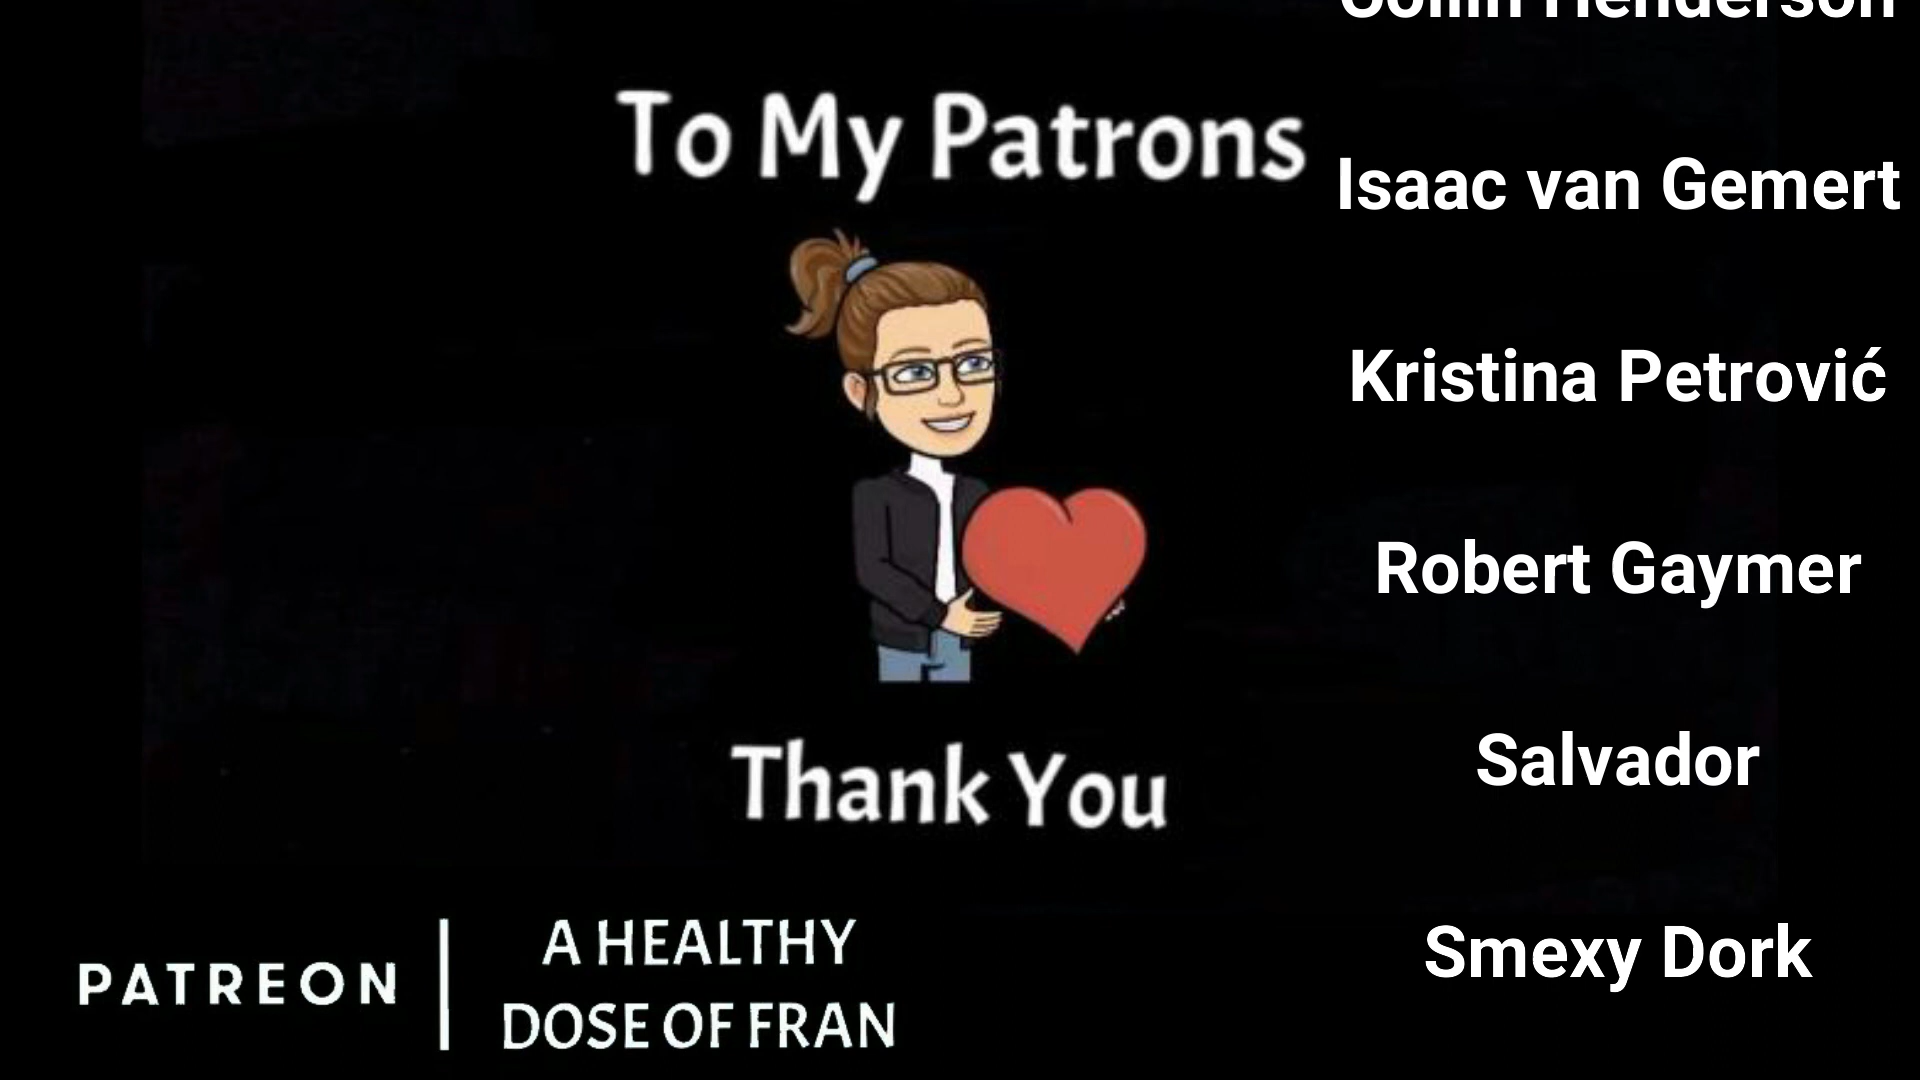 Henderson
To My Patrons
Isaac van Gemert
Kristina Petrović
Robert Gaymer
Salvador
Thank You
Smexy Dork
PATREON
A HEALTHY
DOSE OF FRAN